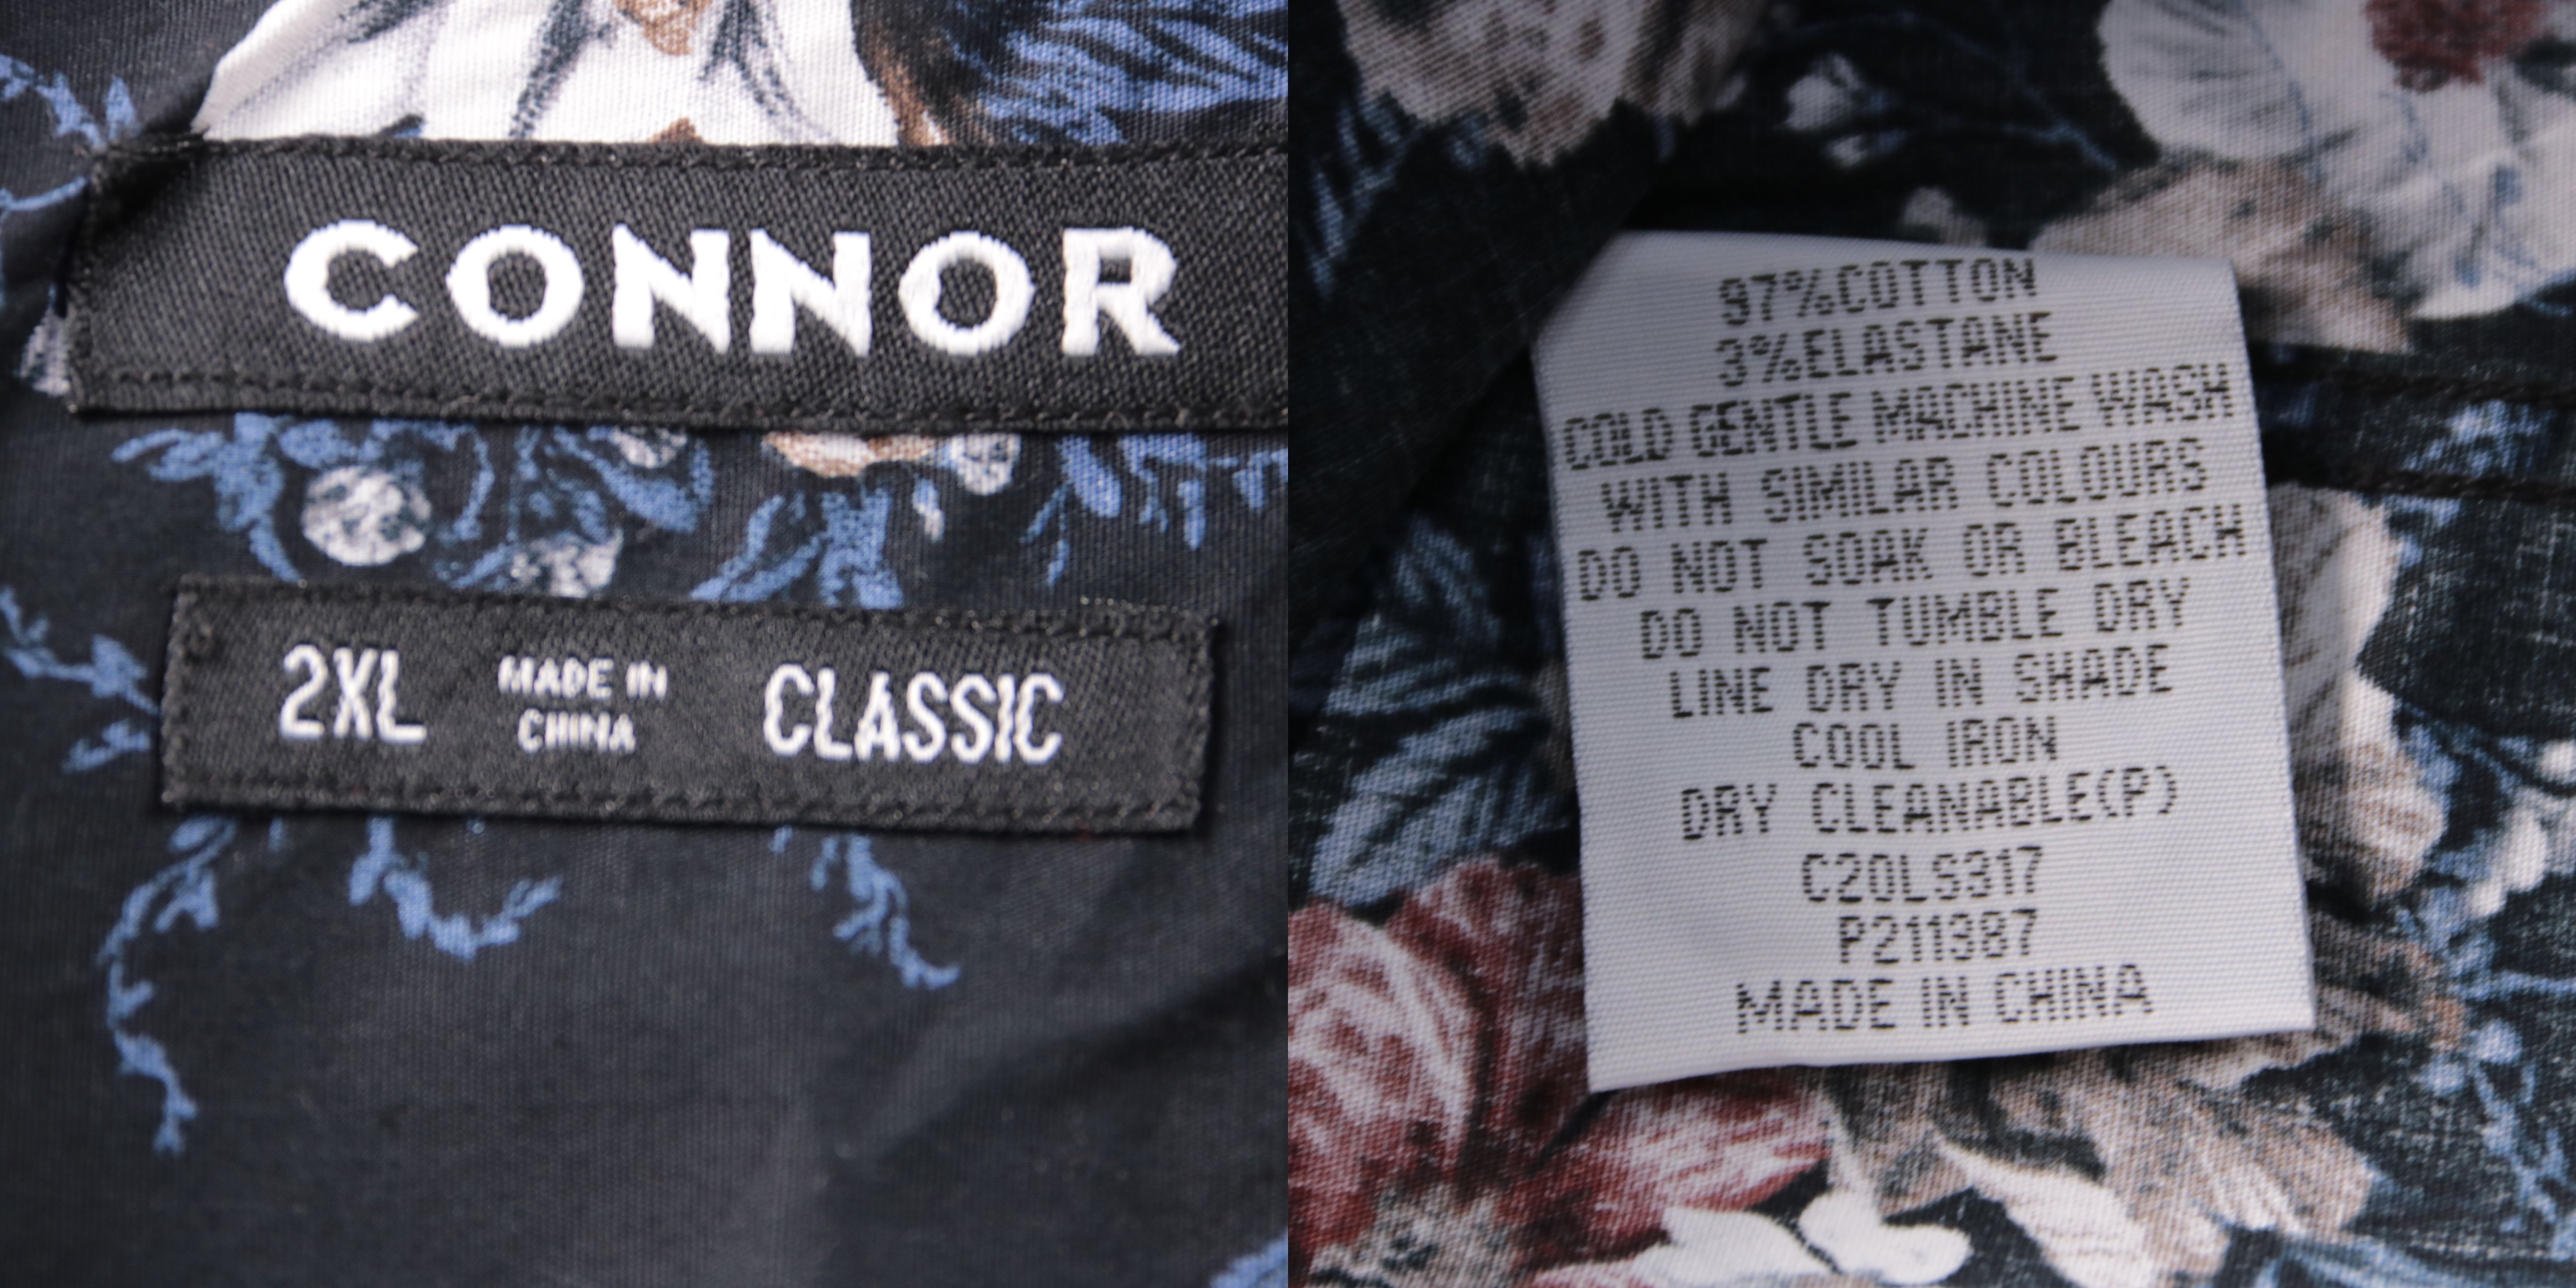 CONNOR
2XL MADE IN CHINA CLASSIC
97%COTTON
3%ELASTANE
COLD GENTLE MACHINE WASH
WITH SIMILAR COLOURS
DO NOT SOAK OR BLEACH
DO NOT TUMBLE DRY
LINE DRY IN SHADE
COOL IRON
DRY CLEANABLE(P)
C20LS317
P211387
MADE IN CHINA